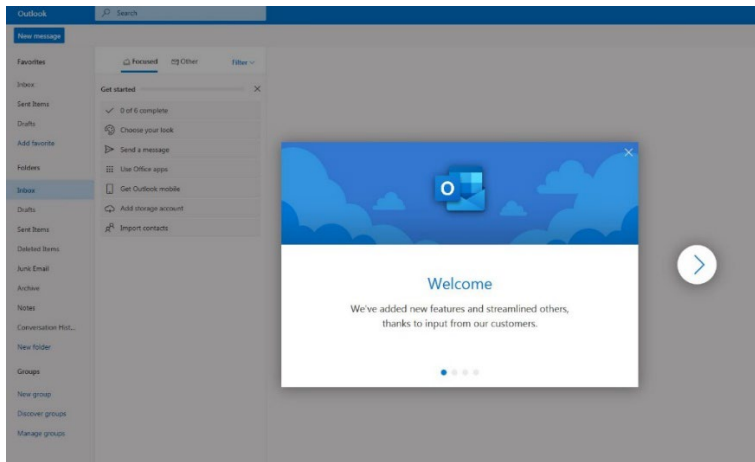 Outlook
Search
New message
Favorites
Inbox
Sent Items
Drafts
Add favorite
Folders
Inbox
Drafts
Sent Items
Deleted Items
Junk Email
Archive
Notes
Conversation Hist...
New folder
Groups
New group
Discover groups
Manage groups
Focused Other Filter
Get started
0 of 6 complete
Choose your look
Send a message
Use Office apps
Get Outlook mobile
Add storage account
Import contacts
O
Welcome
We've added new features and streamlined others,
thanks to input from our customers.